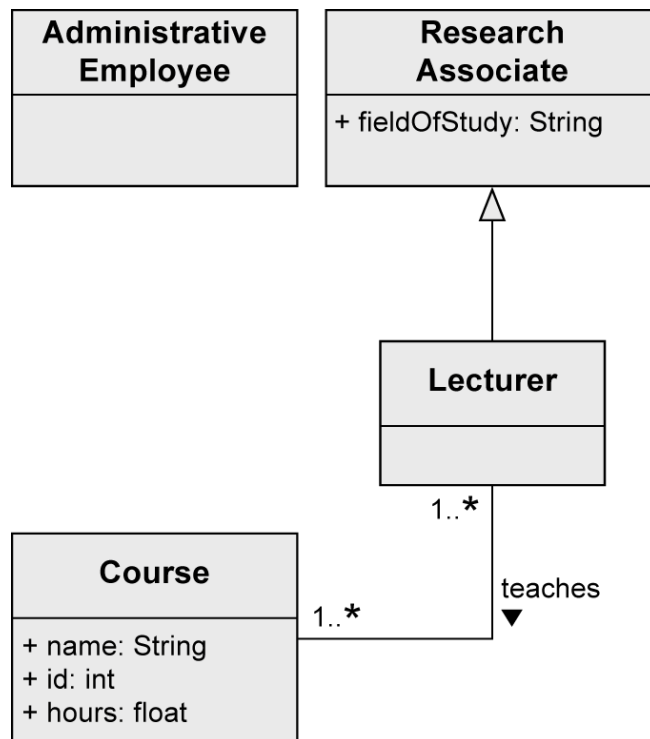 Administrative
Employee
Research
Associate
+ fieldOfStudy: String
Lecturer
1..*
teaches
1..*
Course
+ name: String
+ id: int
+ hours: float